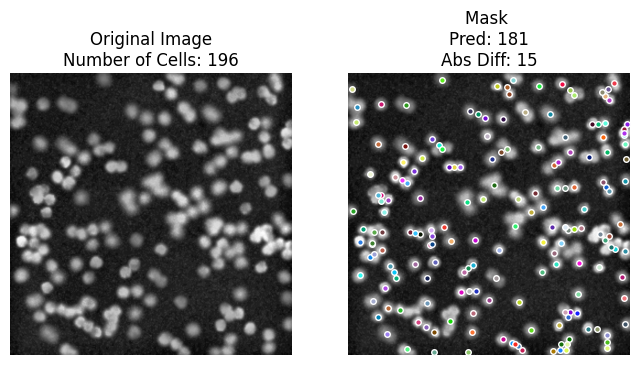 Original Image
Number of Cells: 196
Mask
Pred: 181
Abs Diff: 15